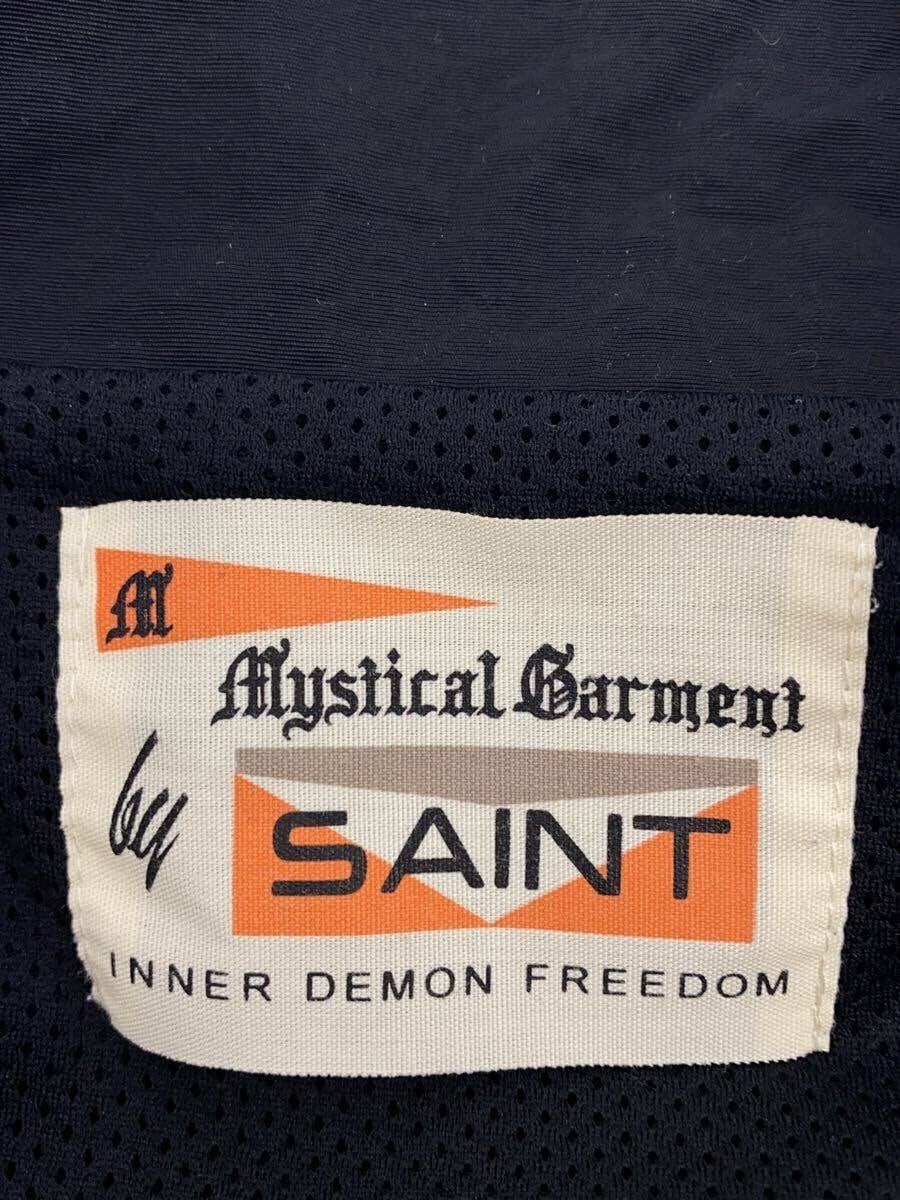 M
Mystical Garment
by
SAINT
INNER DEMON FREEDOM